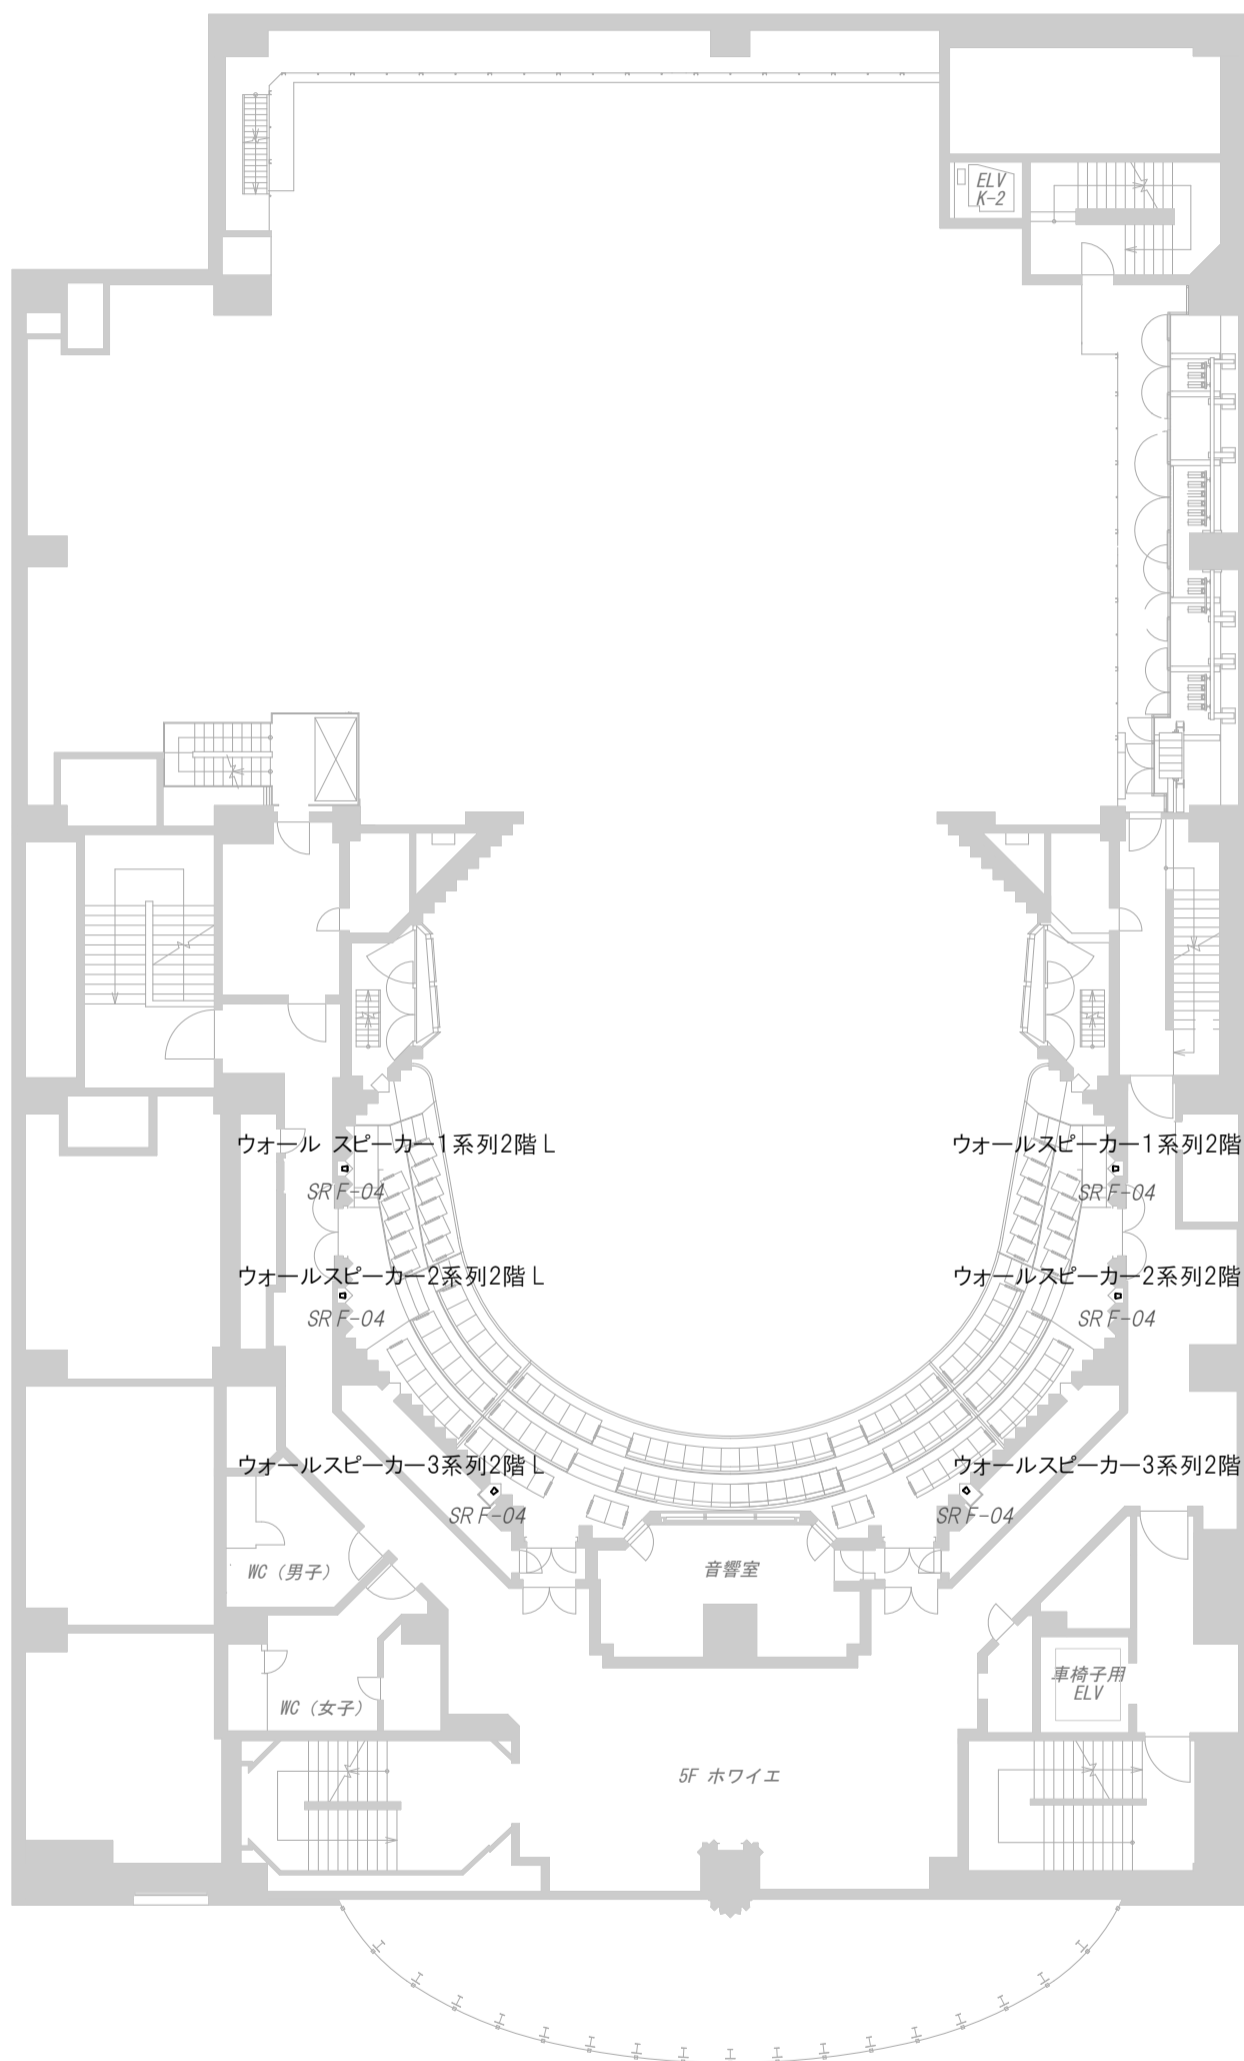 ELV
K-2
ウォール スピーカー1系列2階 L
ウォールスピーカー1系列2階
SR F-04
SR F-04
ウォールスピーカー2系列2階 L
ウォールスピーカー2系列2階
SR F-04
SR F-04
ウォールスピーカー3系列2階 L
ウォールスピーカー3系列2階
SR F-04
SR F-04
WC (男子)
音響室
車椅子用
ELV
WC (女子)
5F ホワイエ